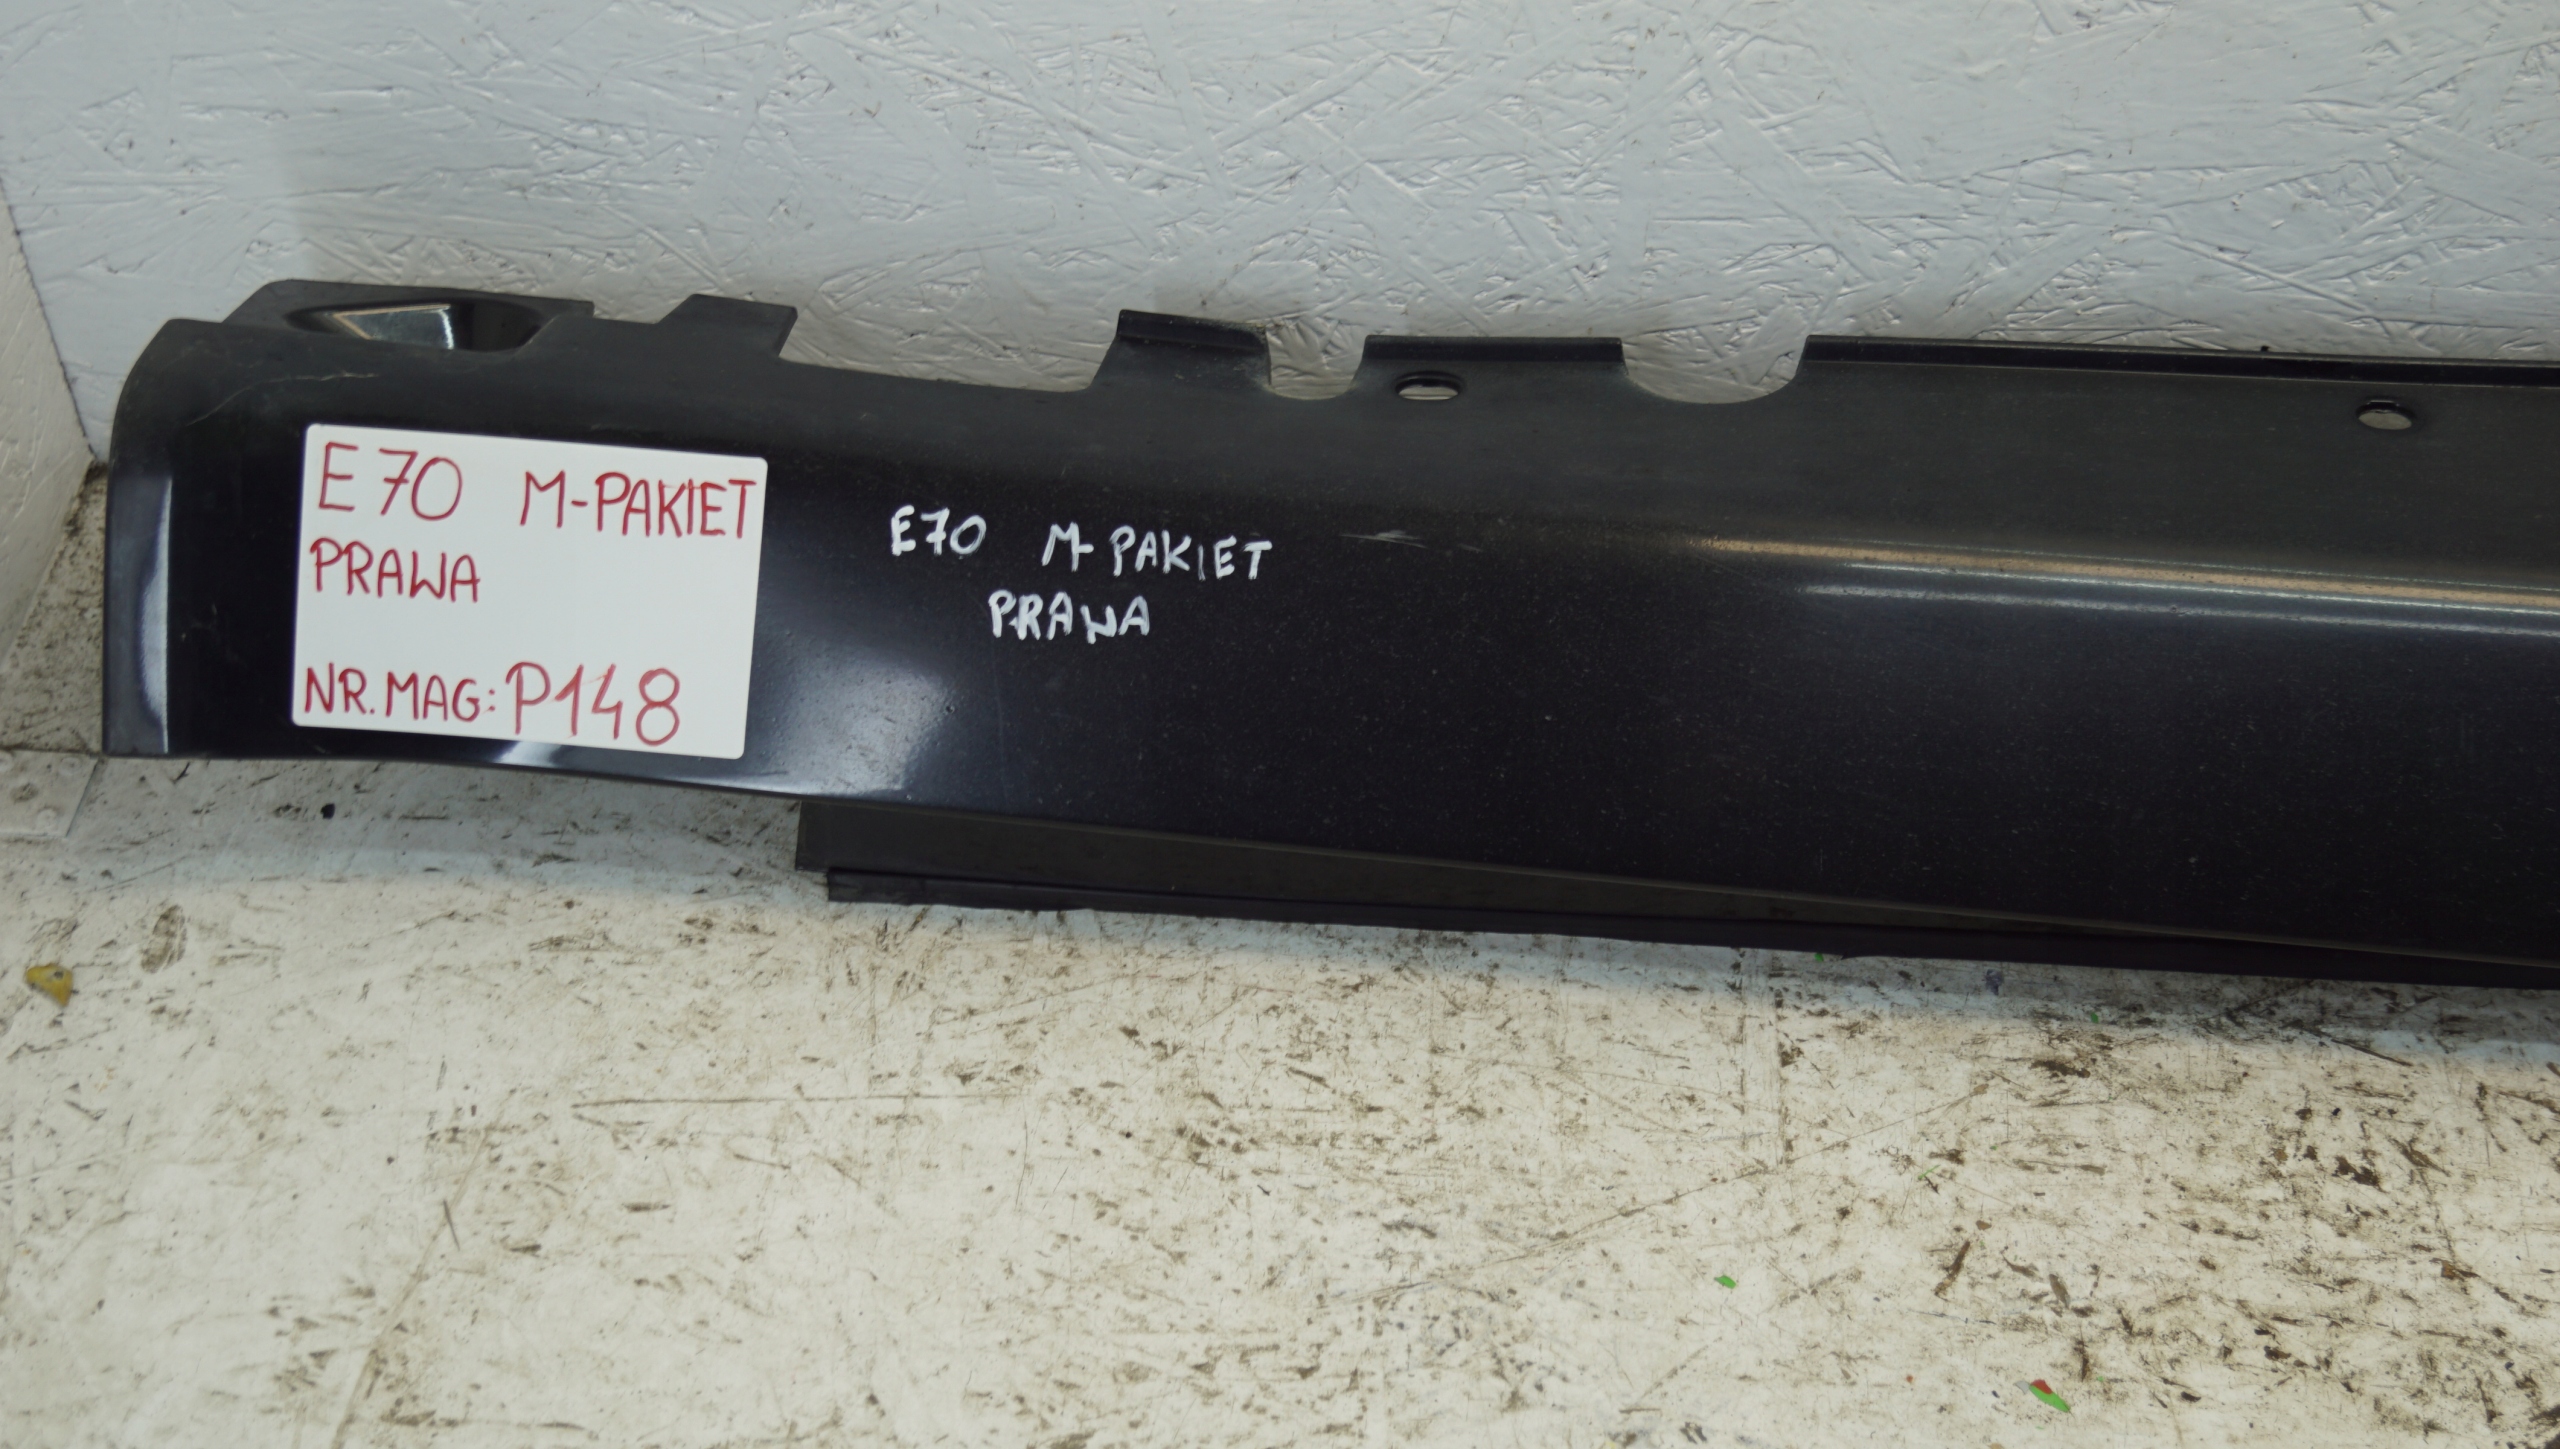 E70 M-PAKIET
PRAWA
NR.MAG: P148
E70 M-PAKIET
PRAWA